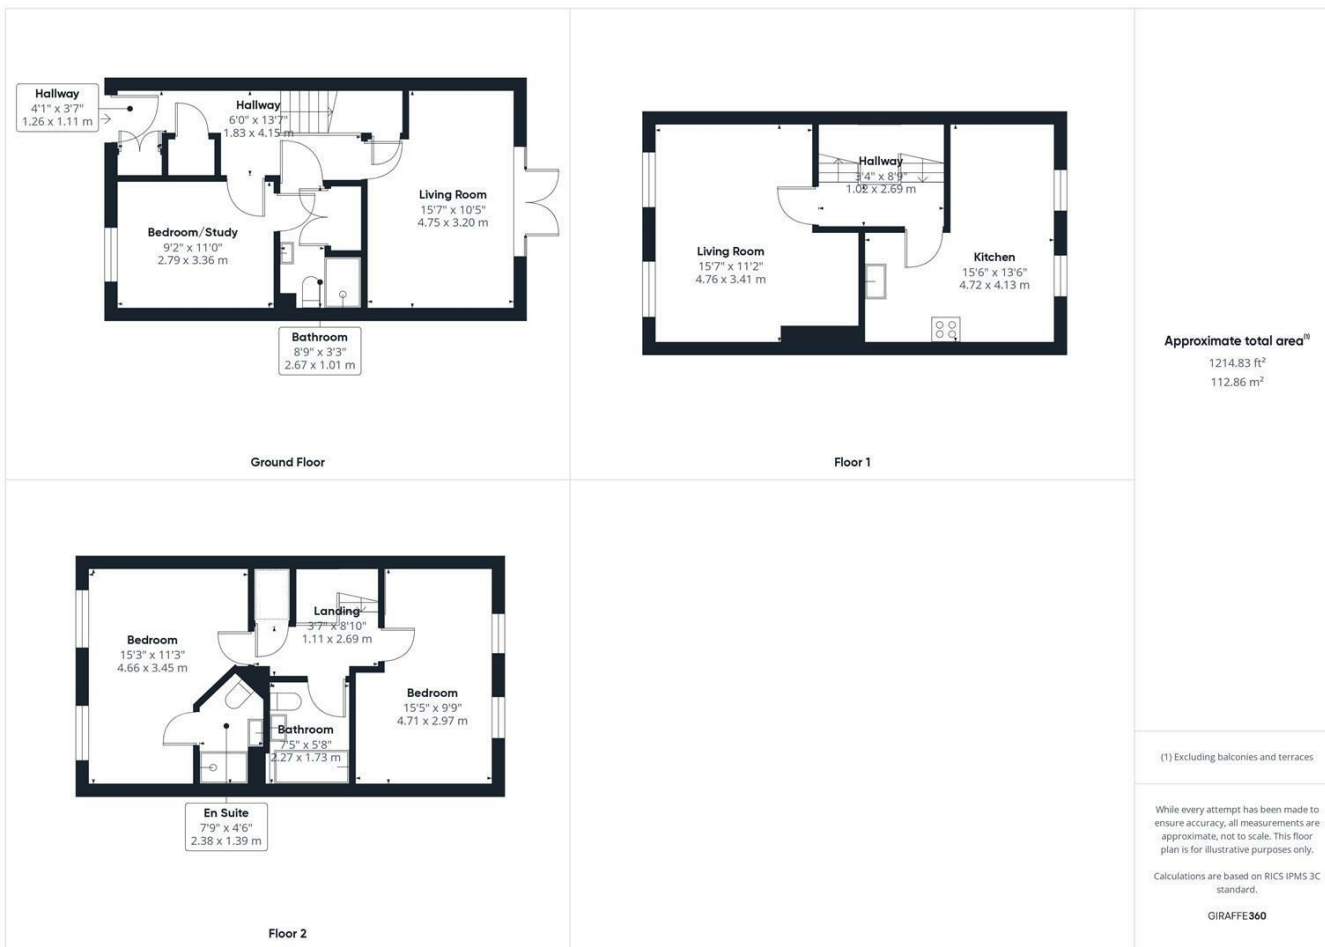 Hallway
4'1" x 3'7"
1.26 x 1.11 m
Hallway
6'0" x 13'7"
1.83 x 4.15 m
Living Room
15'7" x 10'5"
4.75 x 3.20 m
Bedroom/Study
9'2" x 11'0"
2.79 x 3.36 m
Bathroom
8'9" x 3'3"
2.67 x 1.01 m
Ground Floor
Hallway
3'4" x 8'9"
1.02 x 2.69 m
Living Room
15'7" x 11'2"
4.76 x 3.41 m
Kitchen
15'6" x 13'6"
4.72 x 4.13 m
Floor 1
Landing
3'7" x 8'10"
1.11 x 2.69 m
Bedroom
15'3" x 11'3"
4.66 x 3.45 m
Bedroom
15'5" x 9'9"
4.71 x 2.97 m
Bathroom
7'5" x 5'8"
2.27 x 1.73 m
En Suite
7'9" x 4'6"
2.38 x 1.39 m
Floor 2
Approximate total area⁽¹⁾
1214.83 ft²
112.86 m²
(1) Excluding balconies and terraces
While every attempt has been made to
ensure accuracy, all measurements are
approximate, not to scale. This floor
plan is for illustrative purposes only.
Calculations are based on RICS IPMS 3C
standard.
GIRAFFE360